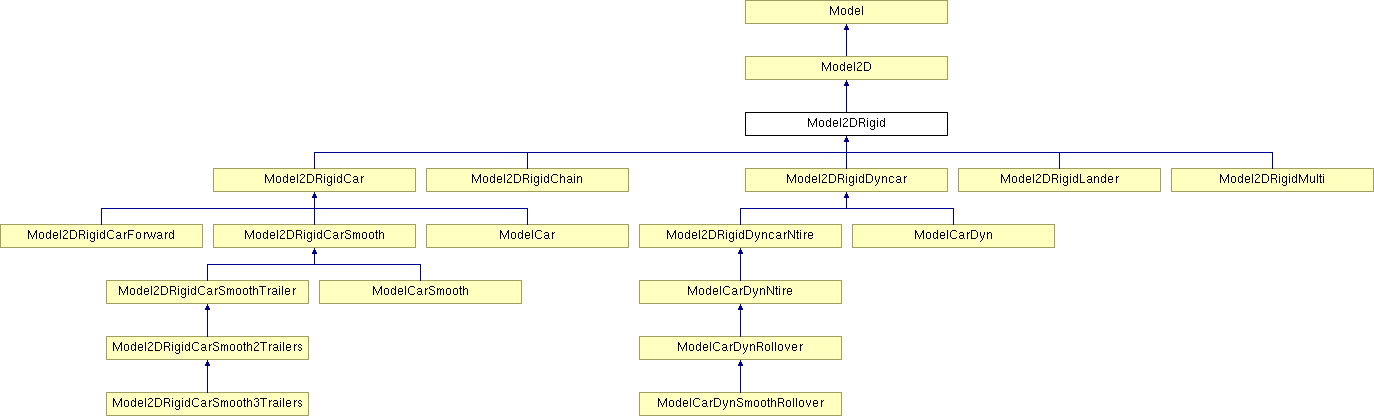 Model
Model2D
Model2DRigid
Model2DRigidCar
Model2DRigidChain
Model2DRigidDyncar
Model2DRigidLander
Model2DRigidMulti
Model2DRigidCarForward
Model2DRigidCarSmooth
ModelCar
Model2DRigidDyncarNtire
ModelCarDyn
Model2DRigidCarSmoothTrailer
ModelCarSmooth
ModelCarDynNtire
Model2DRigidCarSmooth2Trailers
ModelCarDynRollover
Model2DRigidCarSmooth3Trailers
ModelCarDynSmoothRollover